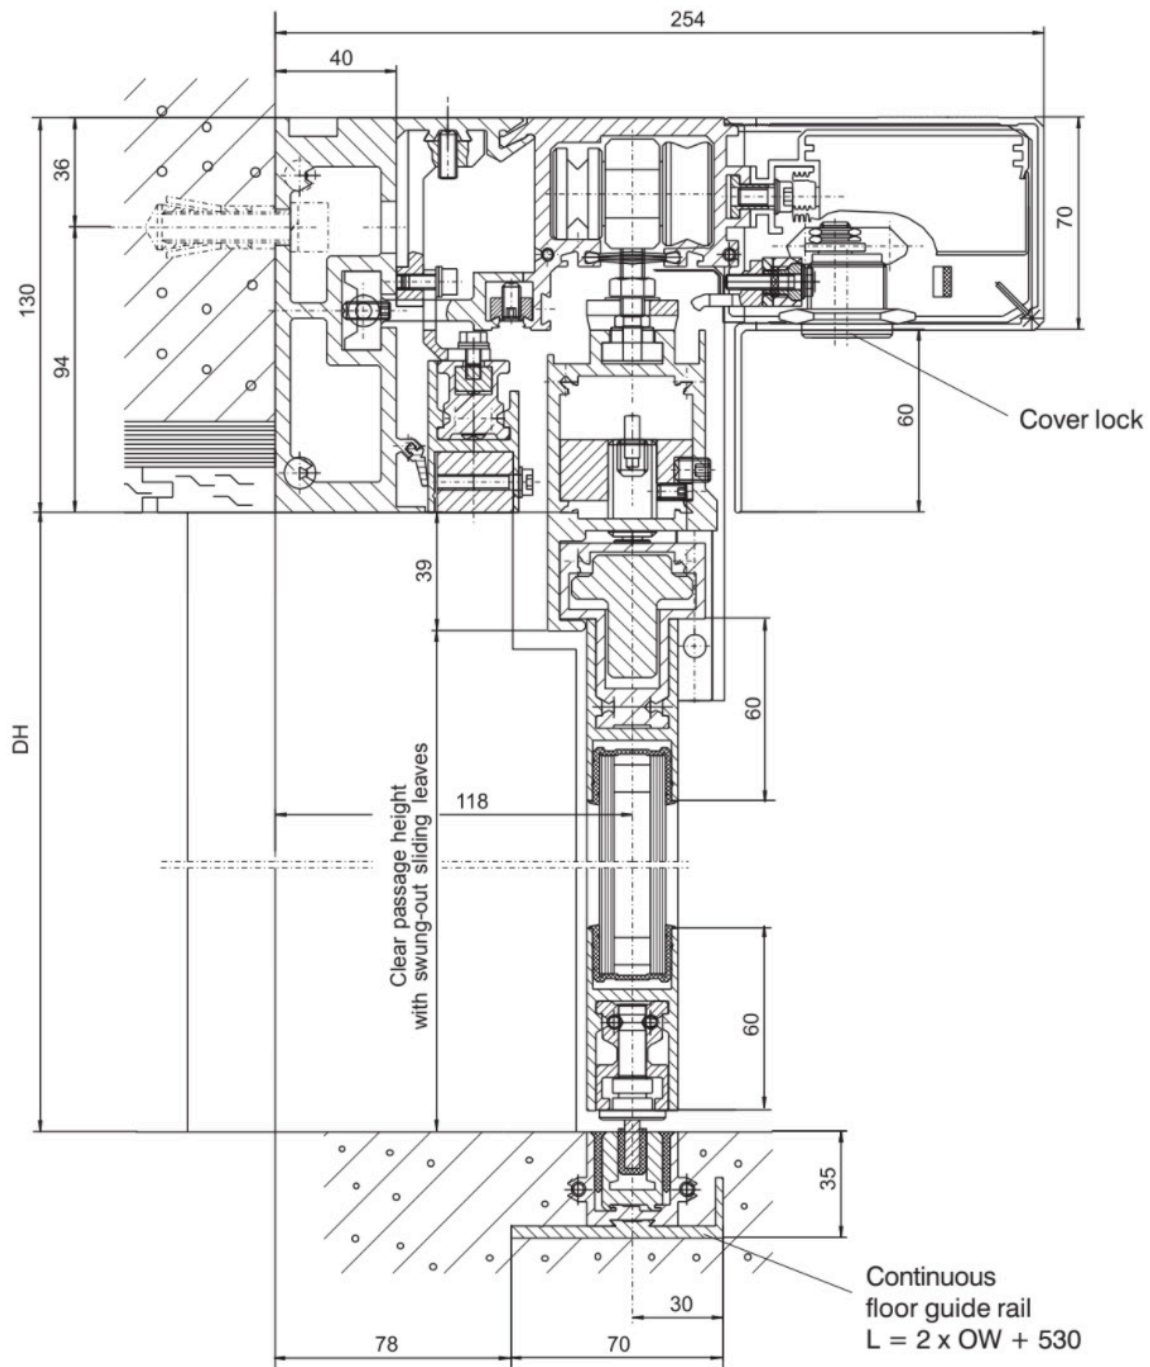 254
40
36
130
94
70
60
Cover lock
39
60
DH
118
Clear passage height
with swung-out sliding leaves
60
35
Continuous
floor guide rail
L = 2 x OW + 530
30
78
70